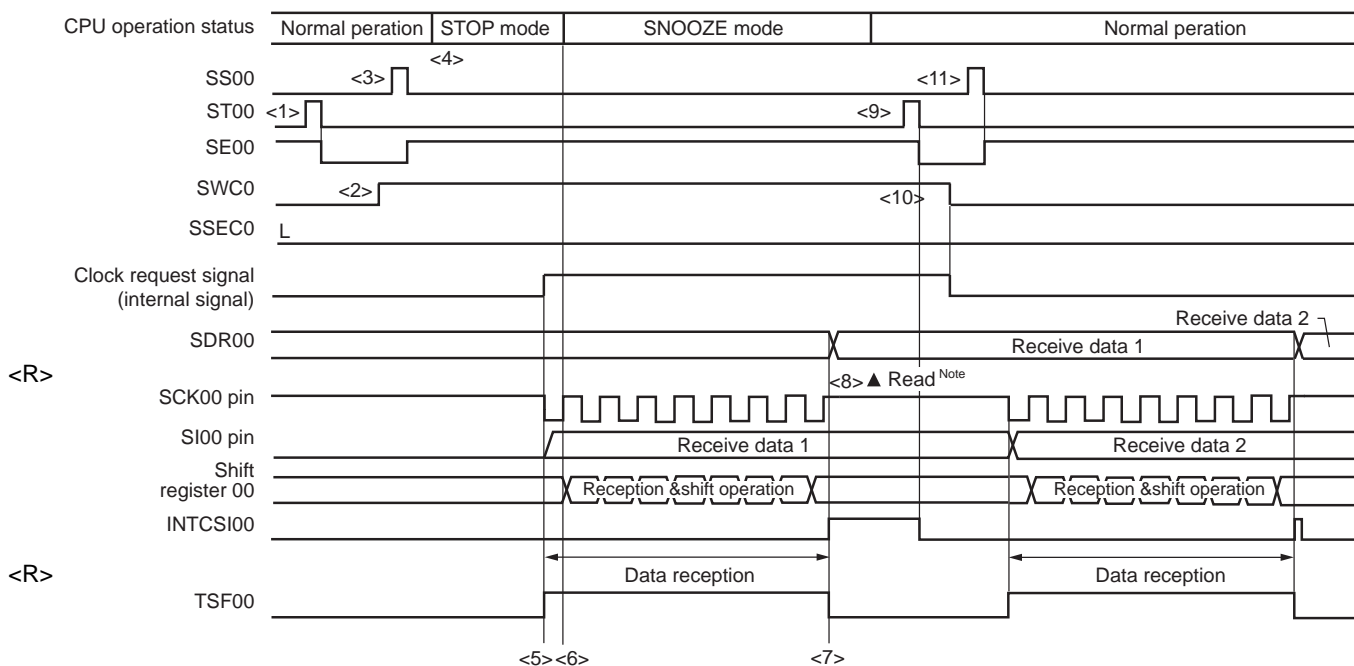 CPU operation status Normal peration STOP mode SNOOZE mode Normal peration
<4>
SS00 <3> <11>
ST00 <1> <9>
SE00
SWC0 <2> <10>
SSEC0 L
Clock request signal
(internal signal)
Receive data 2
SDR00 Receive data 1
<R>
<8> ▲ Read Note
SCK00 pin
SI00 pin Receive data 1 Receive data 2
Shift
register 00 Reception &shift operation Reception &shift operation
INTCSI00
<R>
Data reception Data reception
TSF00
<5> <6> <7>